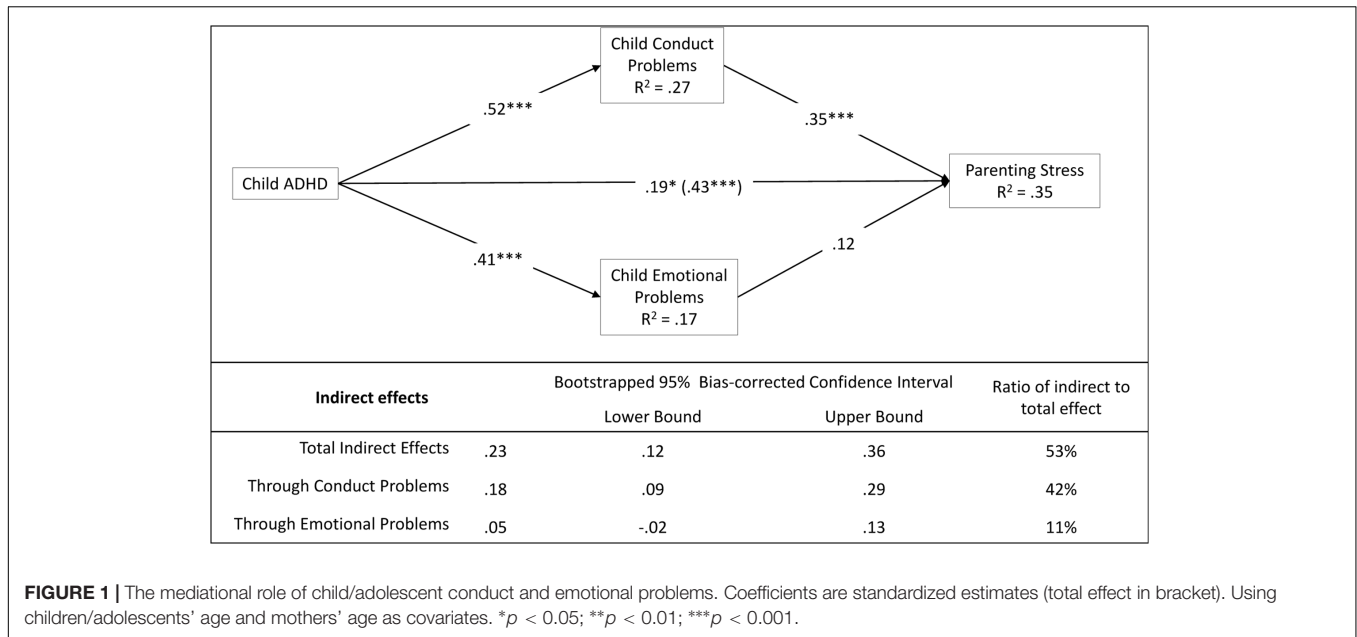 Child Conduct
Problems
R² = .27
.52***
.35***
Child ADHD
.19* (.43***)
Parenting Stress
R² = .35
.41***
.12
Child Emotional
Problems
R² = .17
Indirect effects
Bootstrapped 95% Bias-corrected Confidence Interval
Ratio of indirect to
total effect
Lower Bound Upper Bound
Total Indirect Effects .23 .12 .36 53%
Through Conduct Problems .18 .09 .29 42%
Through Emotional Problems .05 -.02 .13 11%
FIGURE 1 | The mediational role of child/adolescent conduct and emotional problems. Coefficients are standardized estimates (total effect in bracket). Using
children/adolescents’ age and mothers’ age as covariates. *p < 0.05; **p < 0.01; ***p < 0.001.